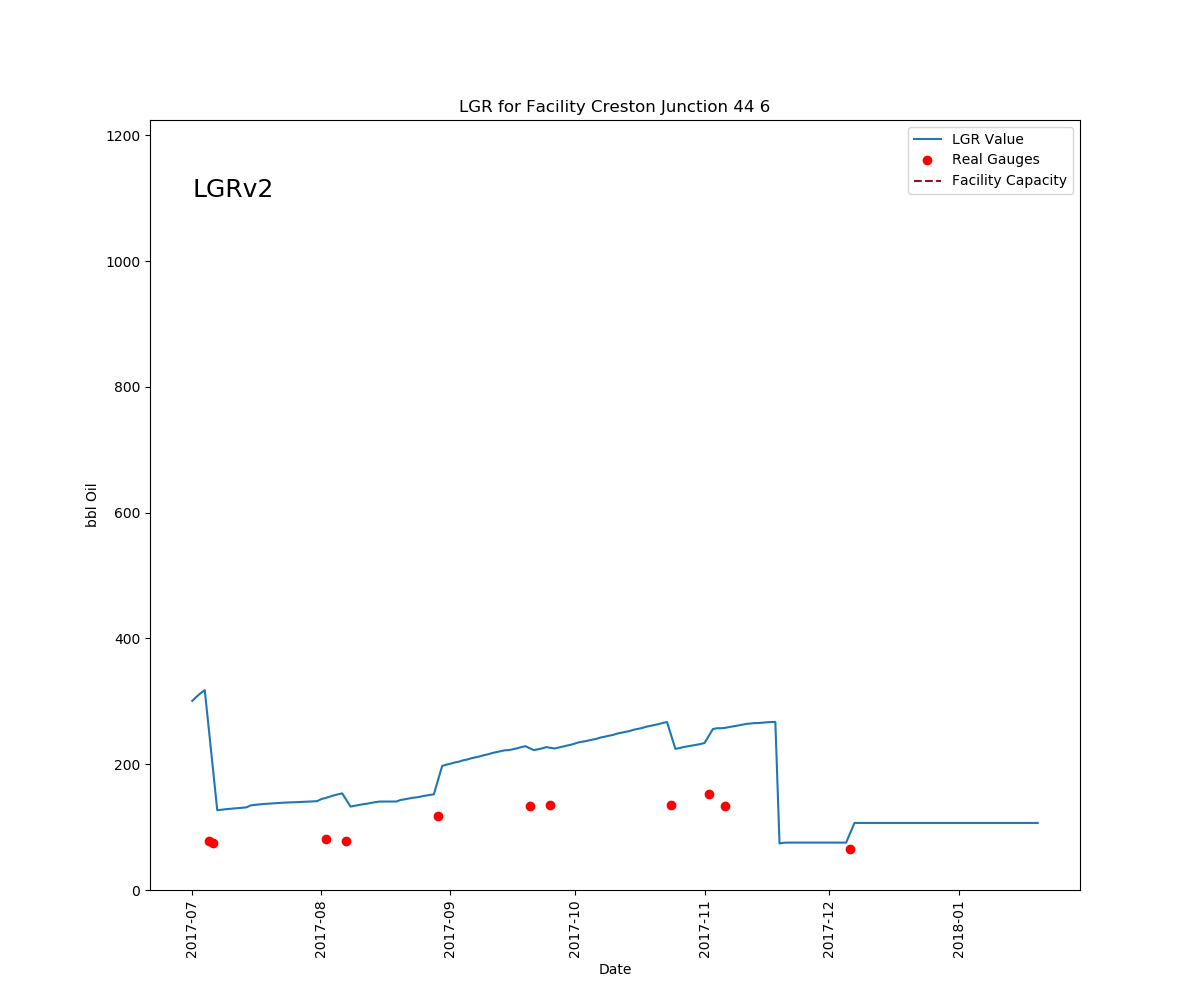 LGR for Facility Creston Junction 44 6
LGRv2
LGR Value
Real Gauges
Facility Capacity
bbl Oil
1200
1000
800
600
400
200
0
2017-07
2017-08
2017-09
2017-10
2017-11
2017-12
2018-01
Date